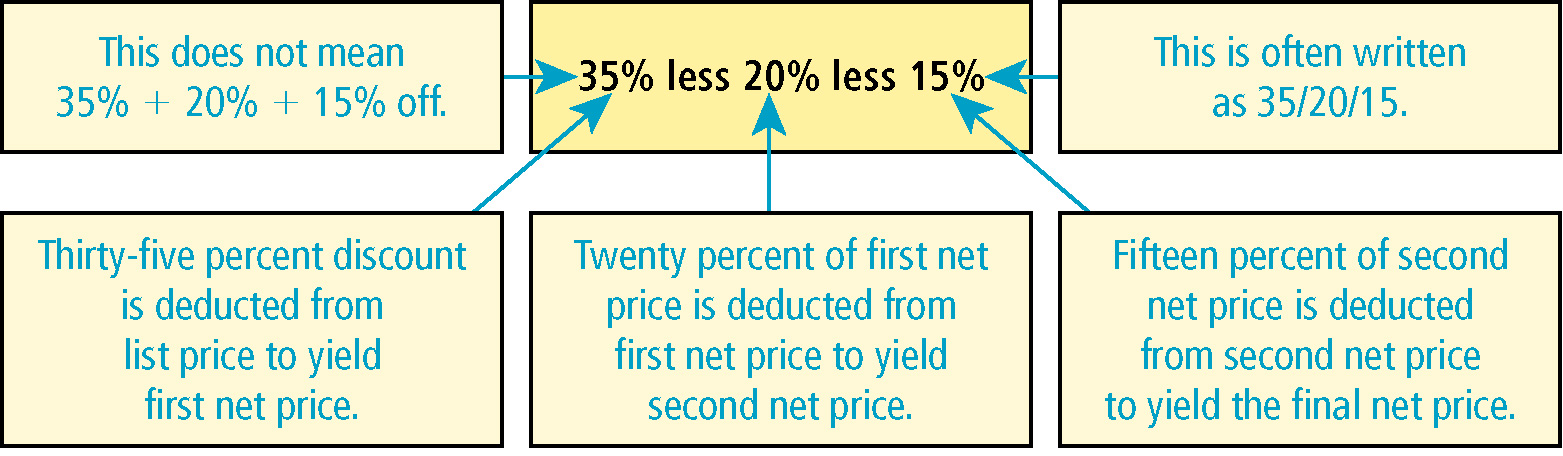 This does not mean
35% + 20% + 15% off.
35% less 20% less 15%
This is often written
as 35/20/15.
Thirty-five percent discount
is deducted from
list price to yield
first net price.
Twenty percent of first net
price is deducted from
first net price to yield
second net price.
Fifteen percent of second
net price is deducted
from second net price
to yield the final net price.